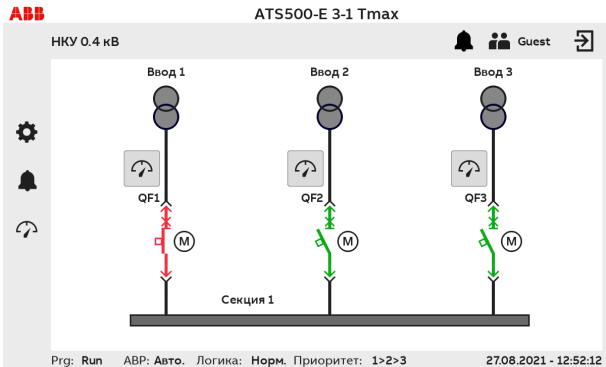 ABB ATS500-E 3-1 Tmax
НКУ 0.4 кВ Guest
Ввод 1 Ввод 2 Ввод 3
QF1 QF2 QF3
M M M
Секция 1
Prg: Run АВР: Авто. Логика: Норм. Приоритет: 1>2>3 27.08.2021 - 12:52:12